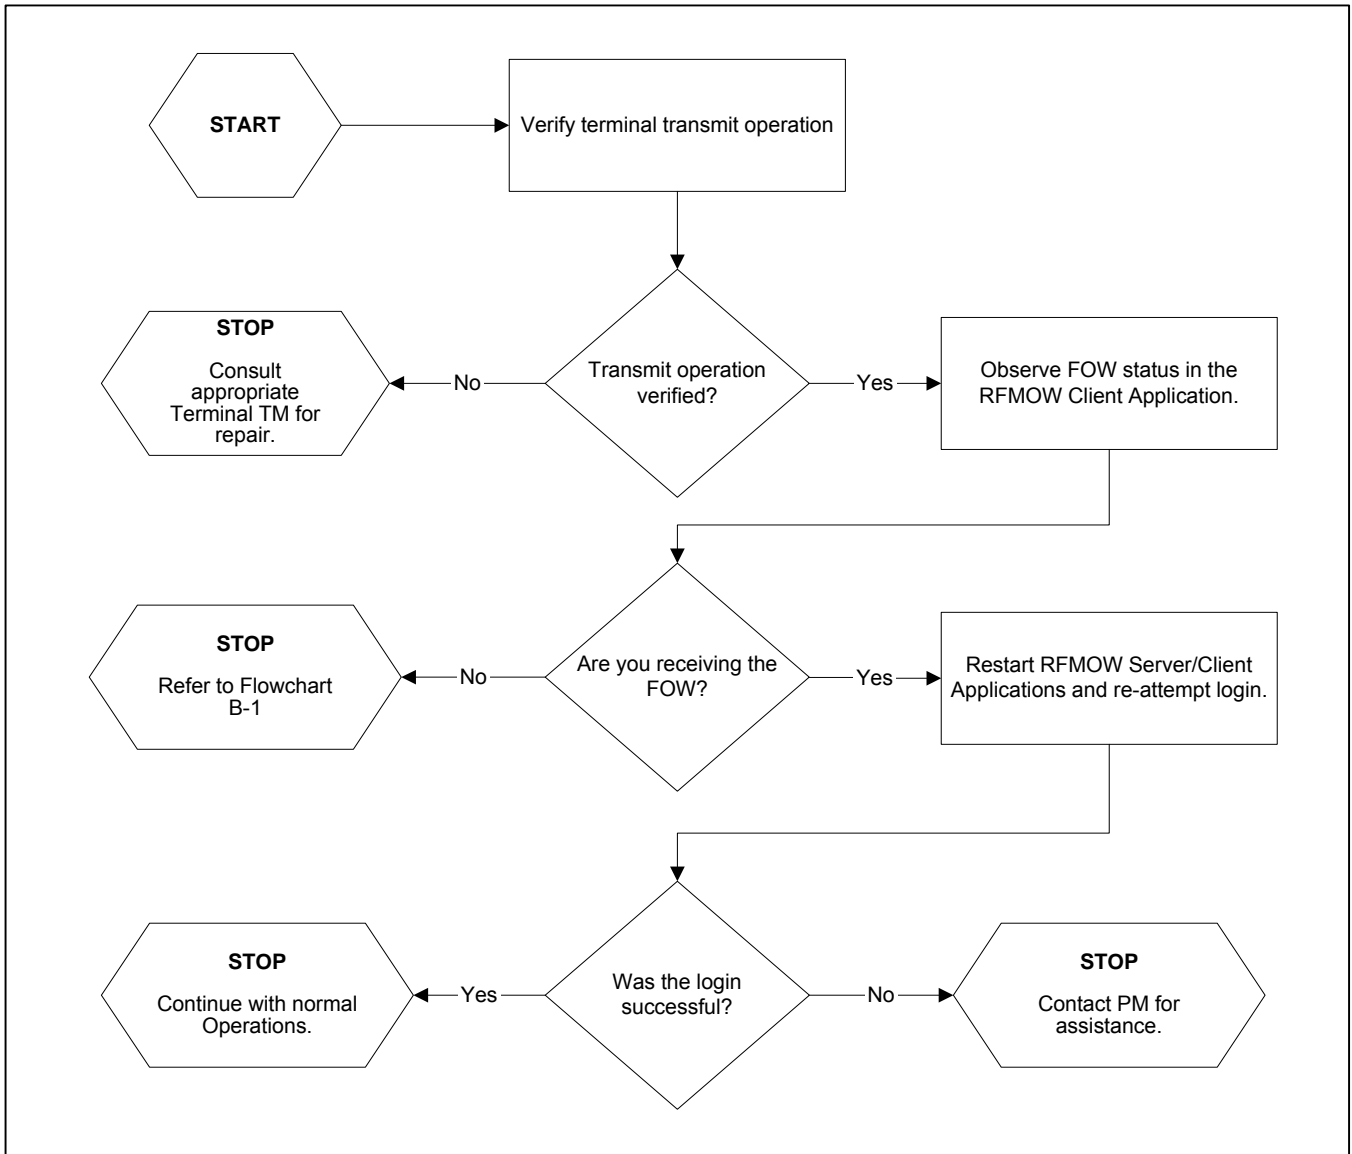 START
Verify terminal transmit operation
STOP
Consult
appropriate
Terminal TM for
repair.
No
Transmit operation
verified?
Yes
Observe FOW status in the
RFMOW Client Application.
STOP
Refer to Flowchart
B-1
No
Are you receiving the
FOW?
Yes
Restart RFMOW Server/Client
Applications and re-attempt login.
STOP
Continue with normal
Operations.
Yes
Was the login
successful?
No
STOP
Contact PM for
assistance.